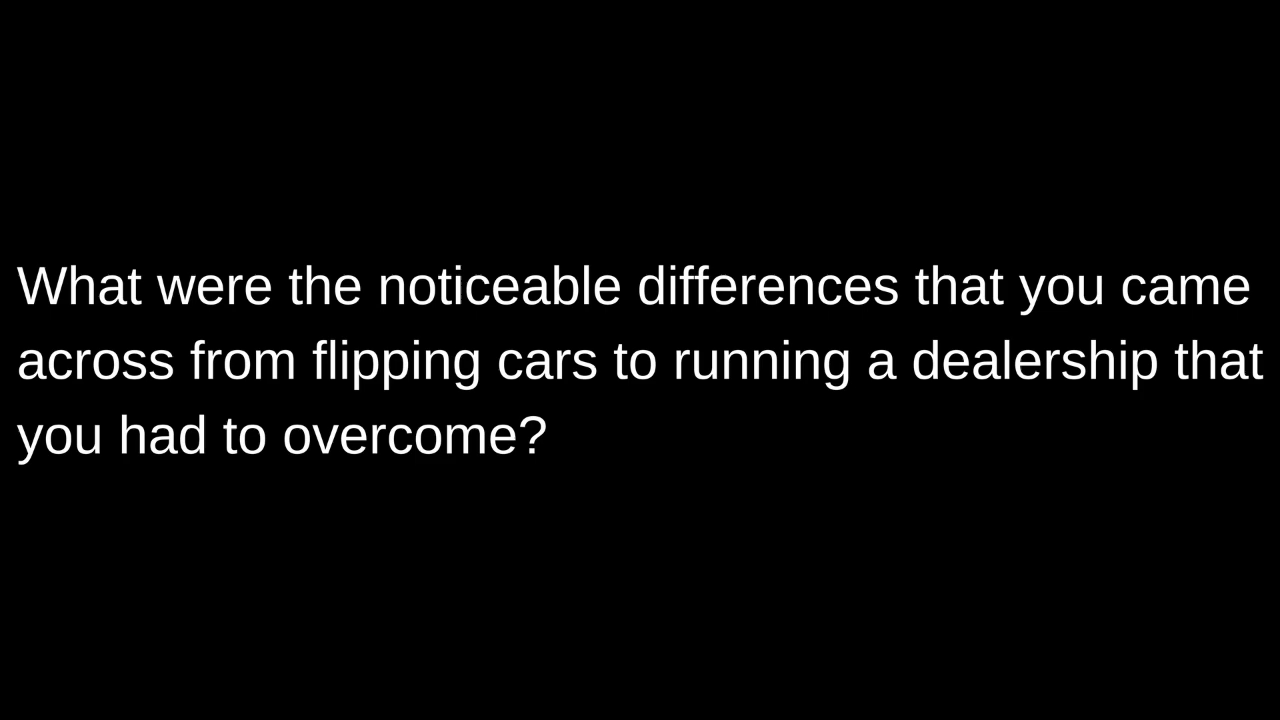 What were the noticeable differences that you came
across from flipping cars to running a dealership that
you had to overcome?